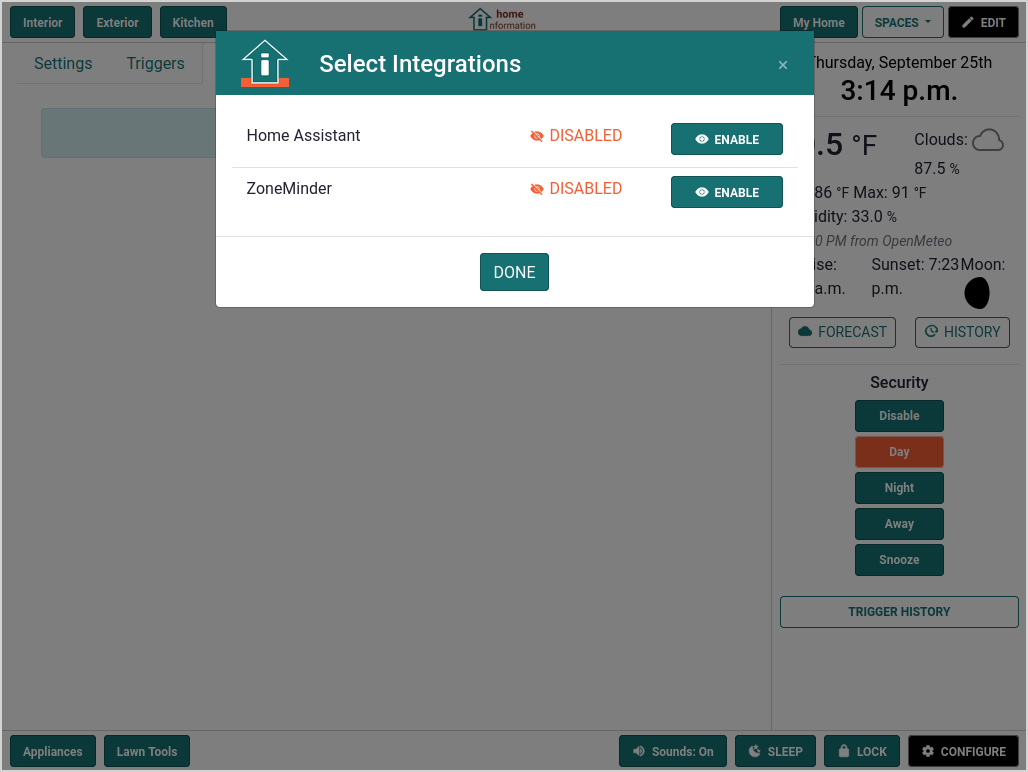 Interior Exterior Kitchen
home
nformation
My Home SPACES EDIT
Settings Triggers
Select Integrations ×
Home Assistant DISABLED ENABLE
ZoneMinder DISABLED ENABLE
DONE
Thursday, September 25th
3:14 p.m.
.5 °F Clouds:
87.5 %
86 °F Max: 91 °F
idity: 33.0 %
0 PM from OpenMeteo
ise: Sunset: 7:23 Moon:
a.m. p.m.
FORECAST HISTORY
Security
Disable
Day
Night
Away
Snooze
TRIGGER HISTORY
Appliances Lawn Tools Sounds: On SLEEP LOCK CONFIGURE